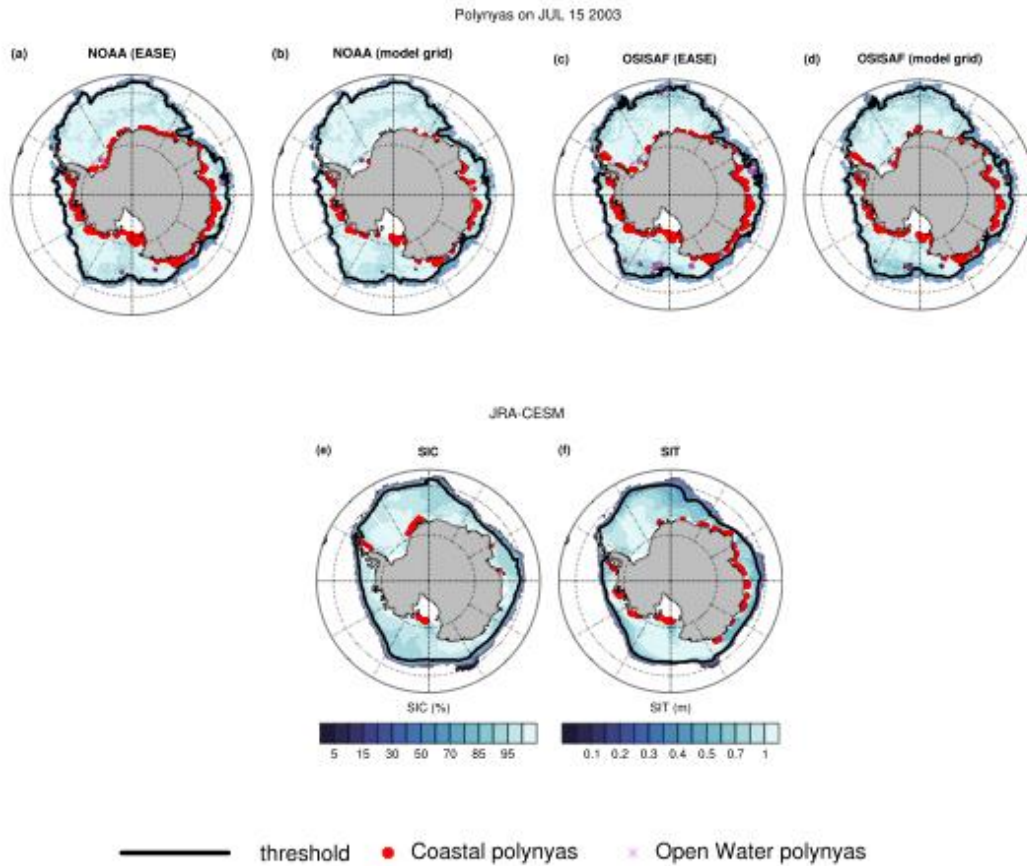 Polynyas on JUL 15 2003
(a) NOAA (EASE) (b) NOAA (model grid) (c) OSISAF (EASE) (d) OSISAF (model grid)
JRA-CESM
(e) SIC (f) SIT
SIC (%) SIT (m)
5 15 30 50 70 85 95 0.1 0.2 0.3 0.4 0.5 0.7 1
threshold Coastal polynyas Open Water polynyas